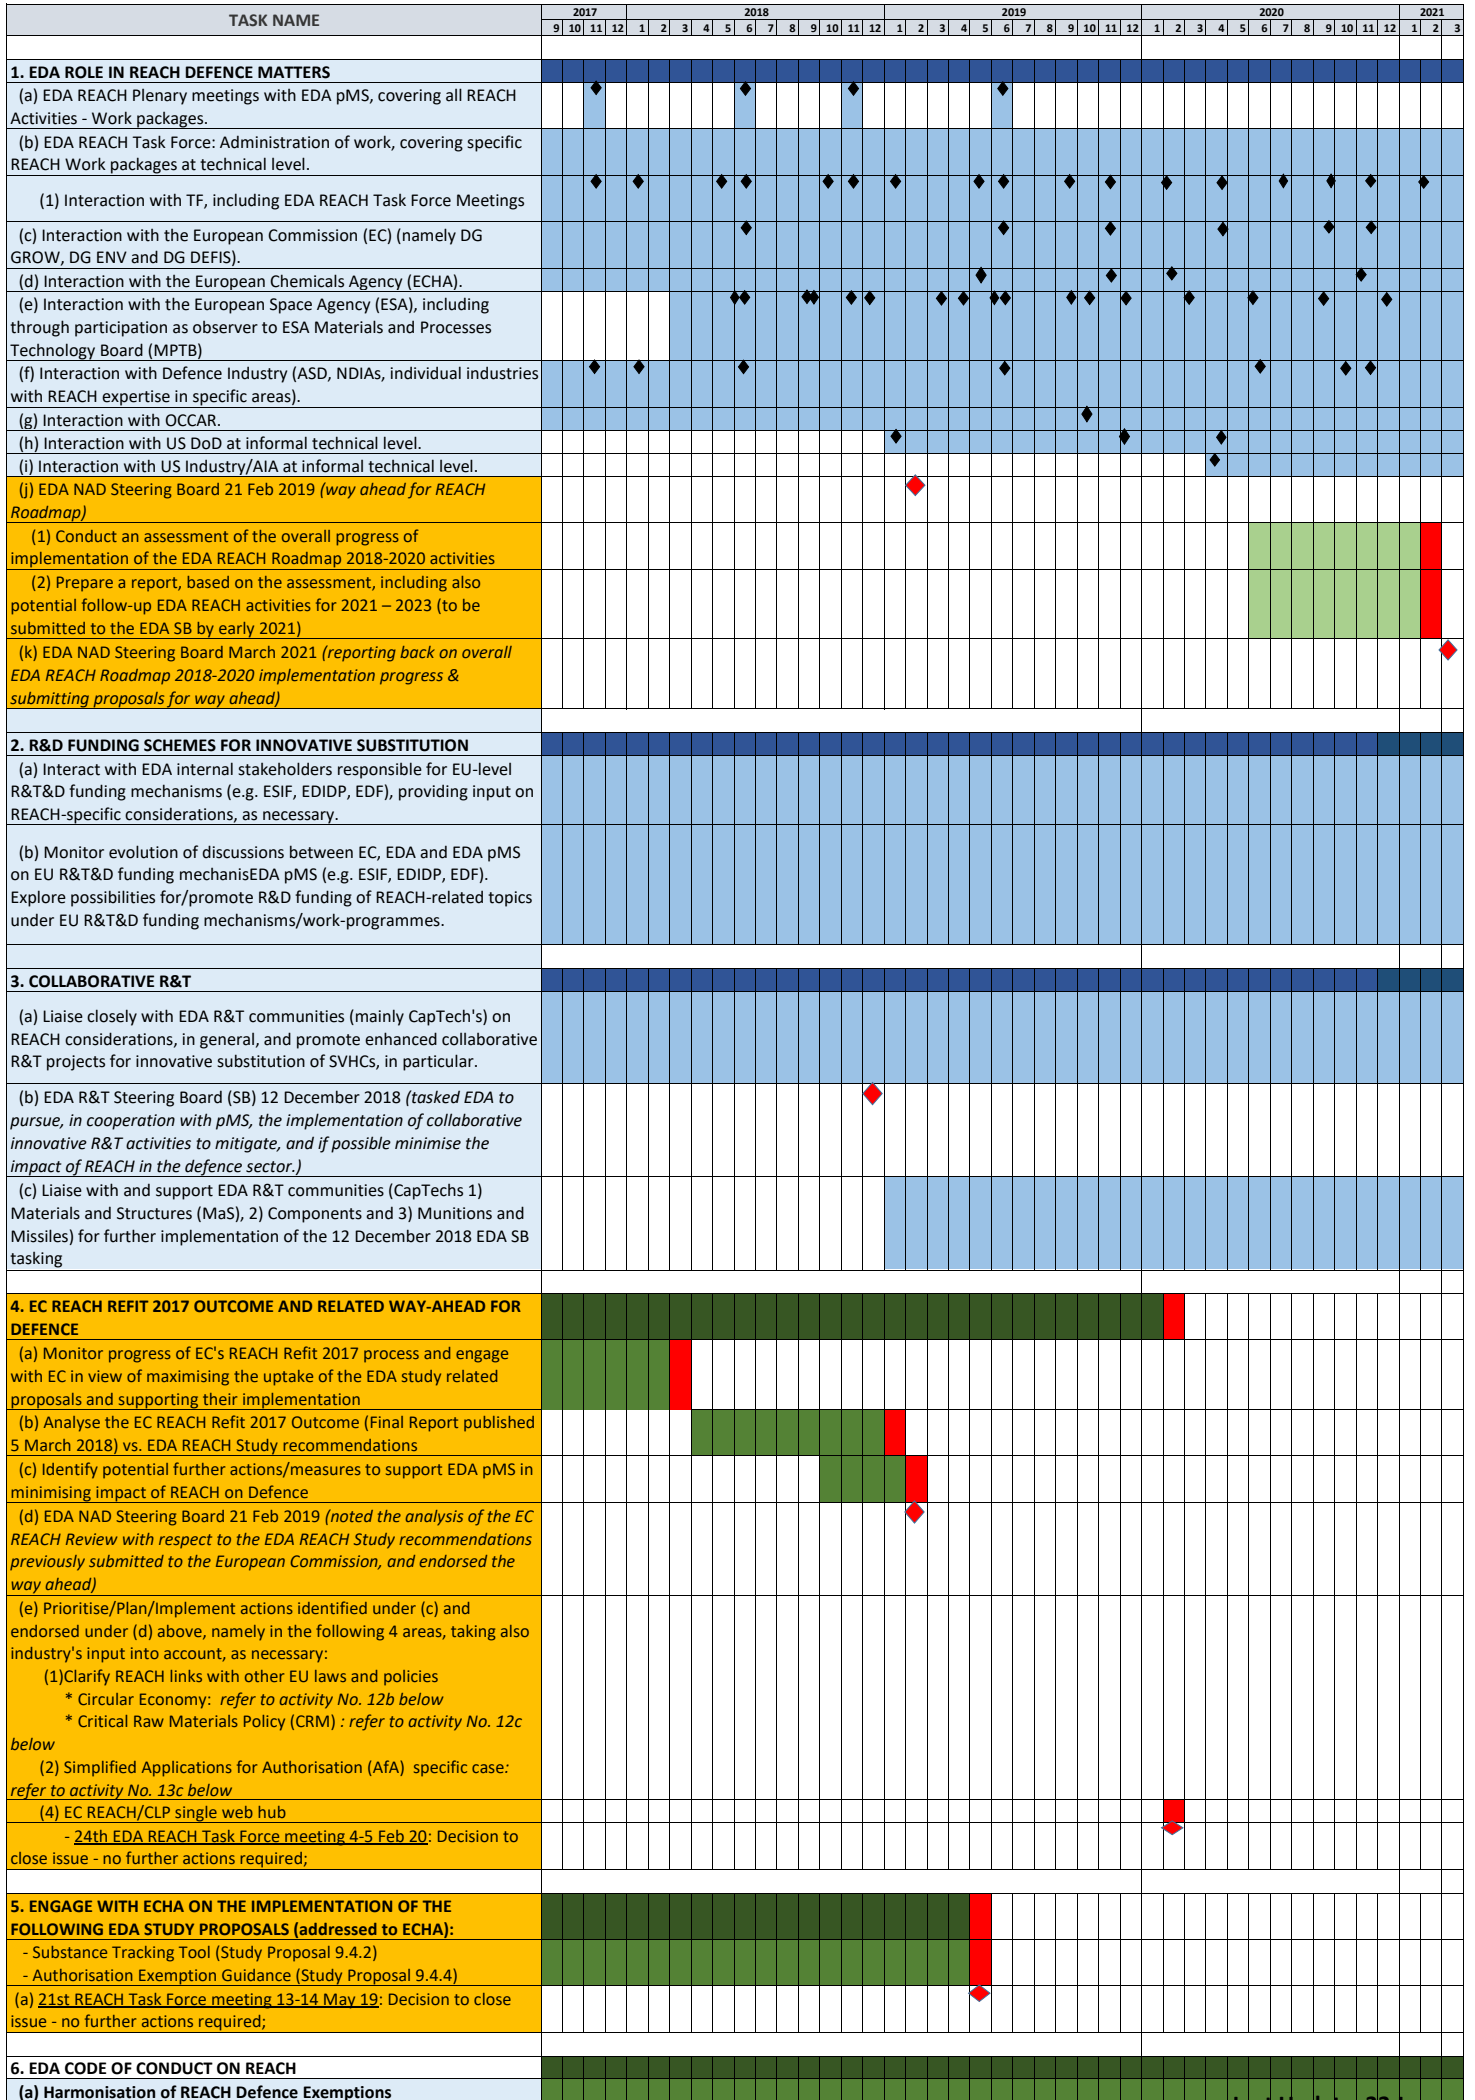 TASK NAME
2017 2018 2019 2020 2021
9 10 11 12 1 2 3 4 5 6 7 8 9 10 11 12 1 2 3 4 5 6 7 8 9 10 11 12 1 2 3 4 5 6 7 8 9 10 11 12 1 2 3
1. EDA ROLE IN REACH DEFENCE MATTERS
(a) EDA REACH Plenary meetings with EDA pMS, covering all REACH
Activities - Work packages.
(b) EDA REACH Task Force: Administration of work, covering specific
REACH Work packages at technical level.
(1) Interaction with TF, including EDA REACH Task Force Meetings
(c) Interaction with the European Commission (EC) (namely DG
GROW, DG ENV and DG DEFIS).
(d) Interaction with the European Chemicals Agency (ECHA).
(e) Interaction with the European Space Agency (ESA), including
through participation as observer to ESA Materials and Processes
Technology Board (MPTB)
(f) Interaction with Defence Industry (ASD, NDIAs, individual industries
with REACH expertise in specific areas).
(g) Interaction with OCCAR.
(h) Interaction with US DoD at informal technical level.
(i) Interaction with US Industry/AIA at informal technical level.
(j) EDA NAD Steering Board 21 Feb 2019 (way ahead for REACH
Roadmap)
(1) Conduct an assessment of the overall progress of
implementation of the EDA REACH Roadmap 2018-2020 activities
(2) Prepare a report, based on the assessment, including also
potential follow-up EDA REACH activities for 2021 – 2023 (to be
submitted to the EDA SB by early 2021)
(k) EDA NAD Steering Board March 2021 (reporting back on overall
EDA REACH Roadmap 2018-2020 implementation progress &
submitting proposals for way ahead)
2. R&D FUNDING SCHEMES FOR INNOVATIVE SUBSTITUTION
(a) Interact with EDA internal stakeholders responsible for EU-level
R&T&D funding mechanisms (e.g. ESIF, EDIDP, EDF), providing input on
REACH-specific considerations, as necessary.
(b) Monitor evolution of discussions between EC, EDA and EDA pMS
on EU R&T&D funding mechanisEDA pMS (e.g. ESIF, EDIDP, EDF).
Explore possibilities for/promote R&D funding of REACH-related topics
under EU R&T&D funding mechanisms/work-programmes.
3. COLLABORATIVE R&T
(a) Liaise closely with EDA R&T communities (mainly CapTech's) on
REACH considerations, in general, and promote enhanced collaborative
R&T projects for innovative substitution of SVHCs, in particular.
(b) EDA R&T Steering Board (SB) 12 December 2018 (tasked EDA to
pursue, in cooperation with pMS, the implementation of collaborative
innovative R&T activities to mitigate, and if possible minimise the
impact of REACH in the defence sector.)
(c) Liaise with and support EDA R&T communities (CapTechs 1)
Materials and Structures (MaS), 2) Components and 3) Munitions and
Missiles) for further implementation of the 12 December 2018 EDA SB
tasking
4. EC REACH REFIT 2017 OUTCOME AND RELATED WAY-AHEAD FOR
DEFENCE
(a) Monitor progress of EC's REACH Refit 2017 process and engage
with EC in view of maximising the uptake of the EDA study related
proposals and supporting their implementation
(b) Analyse the EC REACH Refit 2017 Outcome (Final Report published
5 March 2018) vs. EDA REACH Study recommendations
(c) Identify potential further actions/measures to support EDA pMS in
minimising impact of REACH on Defence
(d) EDA NAD Steering Board 21 Feb 2019 (noted the analysis of the EC
REACH Review with respect to the EDA REACH Study recommendations
previously submitted to the European Commission, and endorsed the
way ahead)
(e) Prioritise/Plan/Implement actions identified under (c) and
endorsed under (d) above, namely in the following 4 areas, taking also
industry's input into account, as necessary:
(1)Clarify REACH links with other EU laws and policies
* Circular Economy: refer to activity No. 12b below
* Critical Raw Materials Policy (CRM) : refer to activity No. 12c
below
(2) Simplified Applications for Authorisation (AfA) specific case:
refer to activity No. 13c below
(4) EC REACH/CLP single web hub
- 24th EDA REACH Task Force meeting 4-5 Feb 20: Decision to
close issue - no further actions required;
5. ENGAGE WITH ECHA ON THE IMPLEMENTATION OF THE
FOLLOWING EDA STUDY PROPOSALS (addressed to ECHA):
- Substance Tracking Tool (Study Proposal 9.4.2)
- Authorisation Exemption Guidance (Study Proposal 9.4.4)
(a) 21st REACH Task Force meeting 13-14 May 19: Decision to close
issue - no further actions required;
6. EDA CODE OF CONDUCT ON REACH
(a) Harmonisation of REACH Defence Exemptions